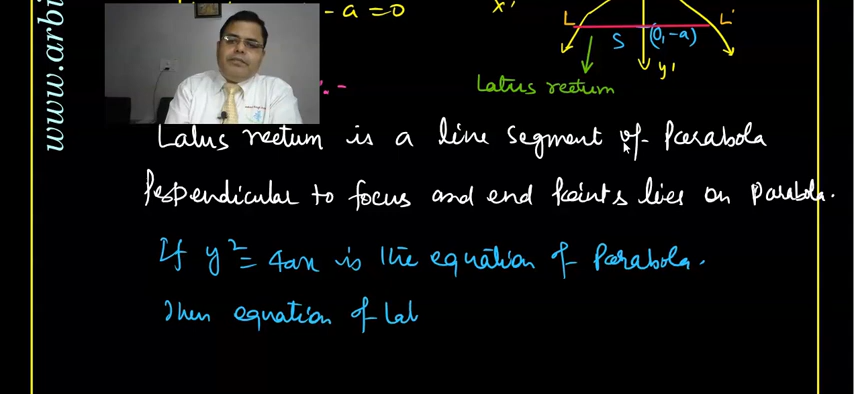 www.arbi
- a = 0
x'
L
L'
S
(0, -a)
y'
Latus rectum
:-
Latus rectum is a line segment of Parabola
Perpendicular to focus and end points lies on parabola.
If y² = 4ax is the equation of Parabola.
Then equation of Lat